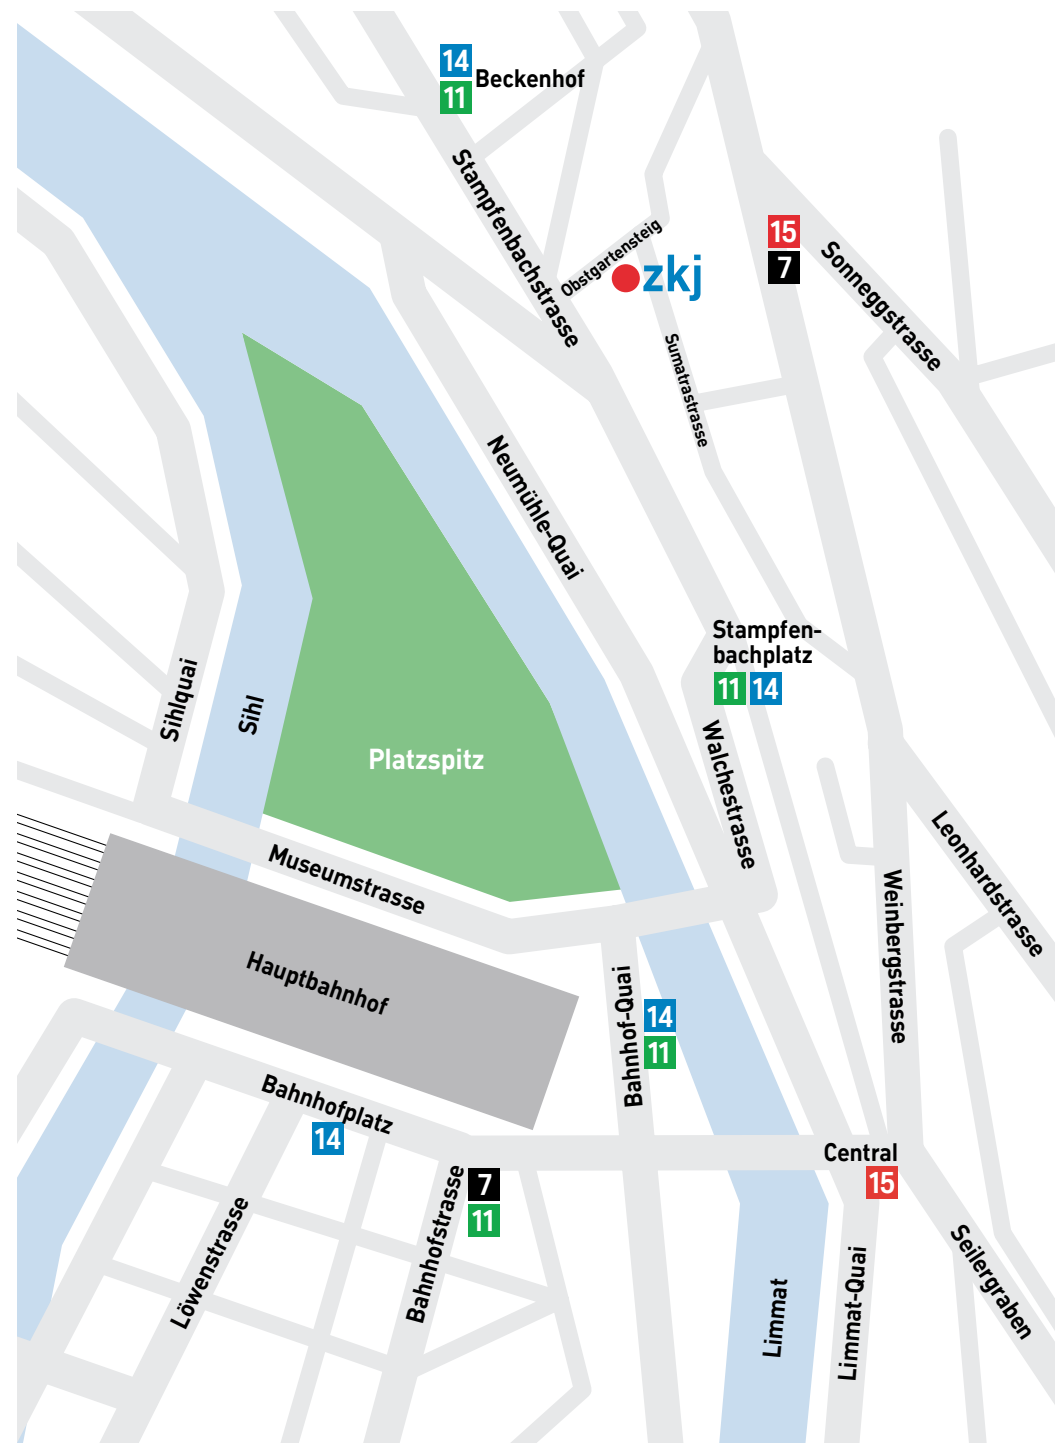 14
Beckenhof
11
Stampfenbachstrasse
Obstgartensteig
zkj
15
7
Sonneggstrasse
Sumatrastrasse
Neumühle-Quai
Stampfen-
bachplatz
11 14
Sihlquai
Sihl
Platzspitz
Walchestrasse
Museumstrasse
Leonhardstrasse
Weinbergstrasse
Hauptbahnhof
Bahnhof-Quai
14
11
Bahnhofplatz
14
Central
15
7
11
Bahnhofstrasse
Löwenstrasse
Limmat
Limmat-Quai
Seilergraben